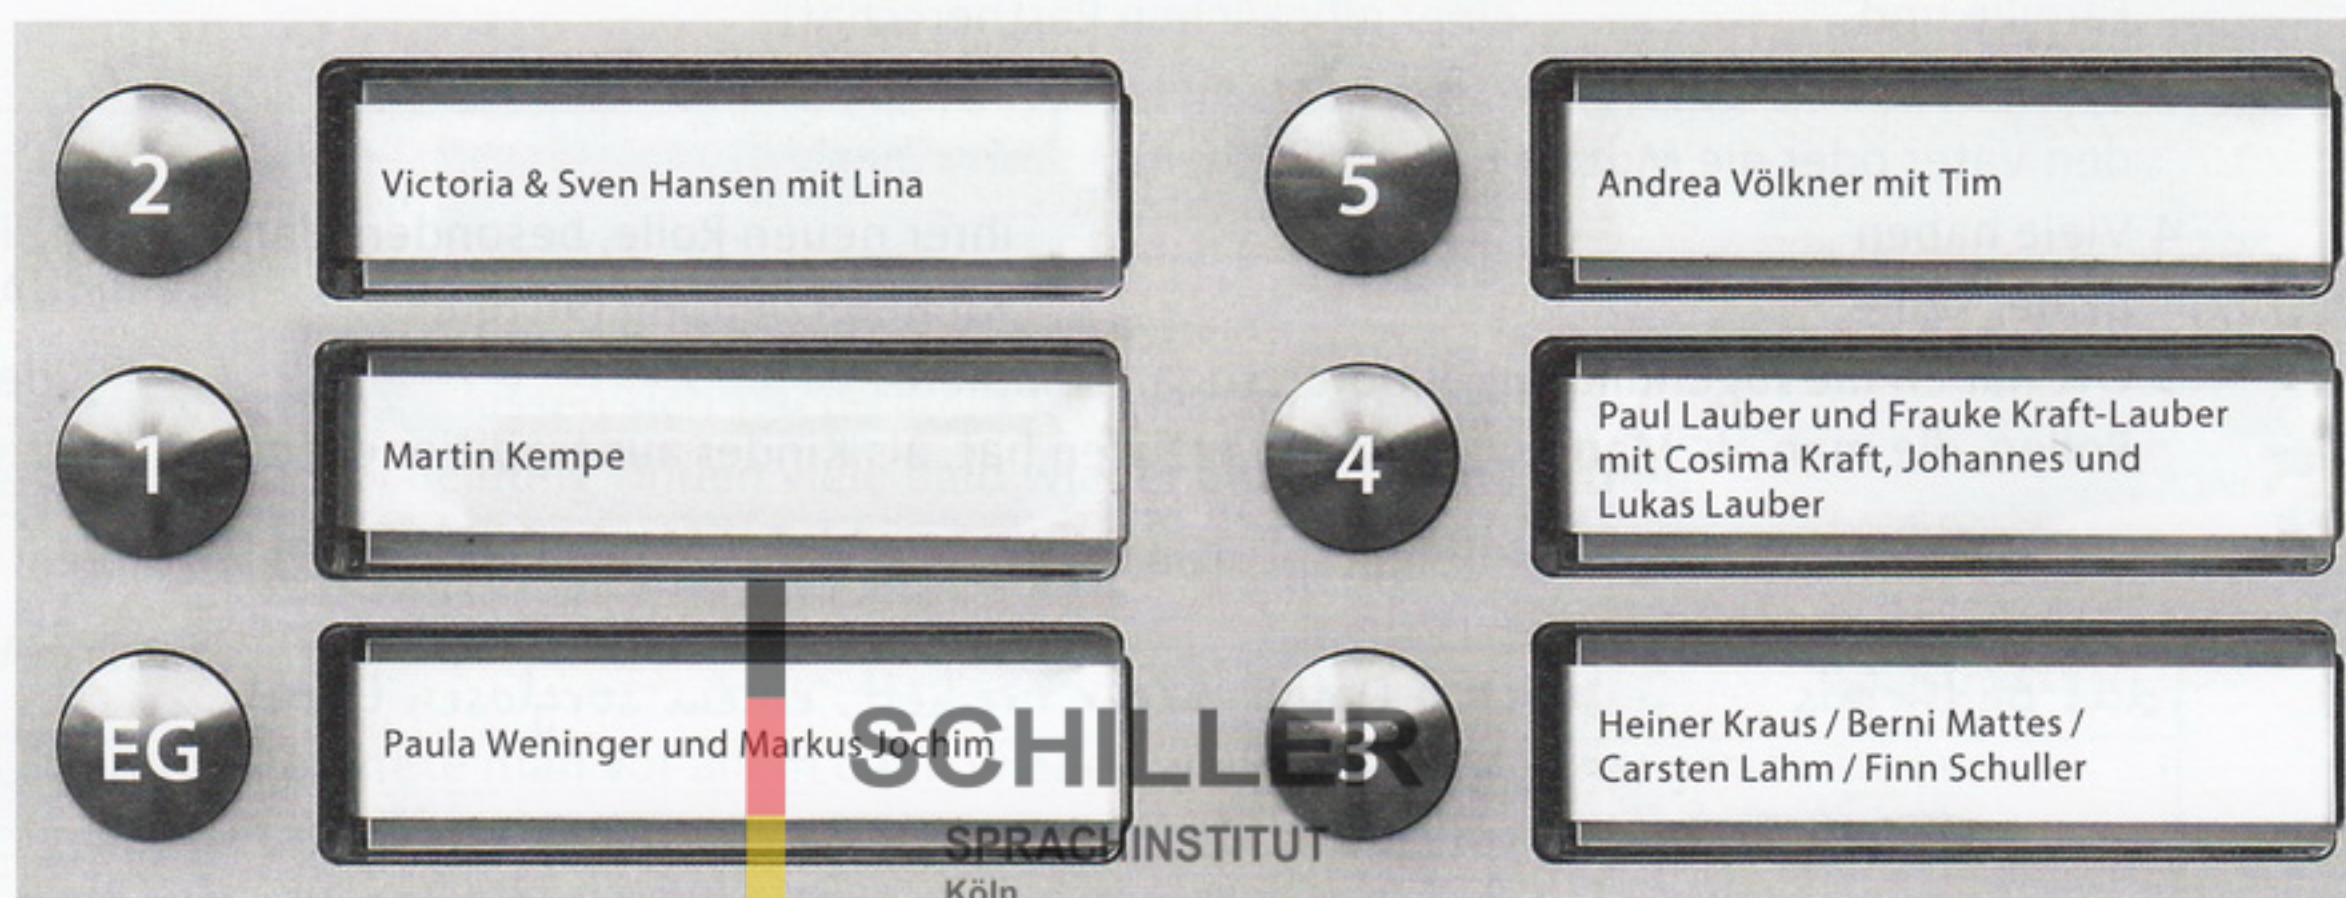 2
Victoria & Sven Hansen mit Lina
1
Martin Kempe
EG
Paula Weninger und Markus Jochim
5
Andrea Völkner mit Tim
4
Paul Lauber und Frauke Kraft-Lauber
mit Cosima Kraft, Johannes und
Lukas Lauber
3
Heiner Kraus / Berni Mattes /
Carsten Lahm / Finn Schuller
SCHILLER
SPRACHINSTITUT
Köln